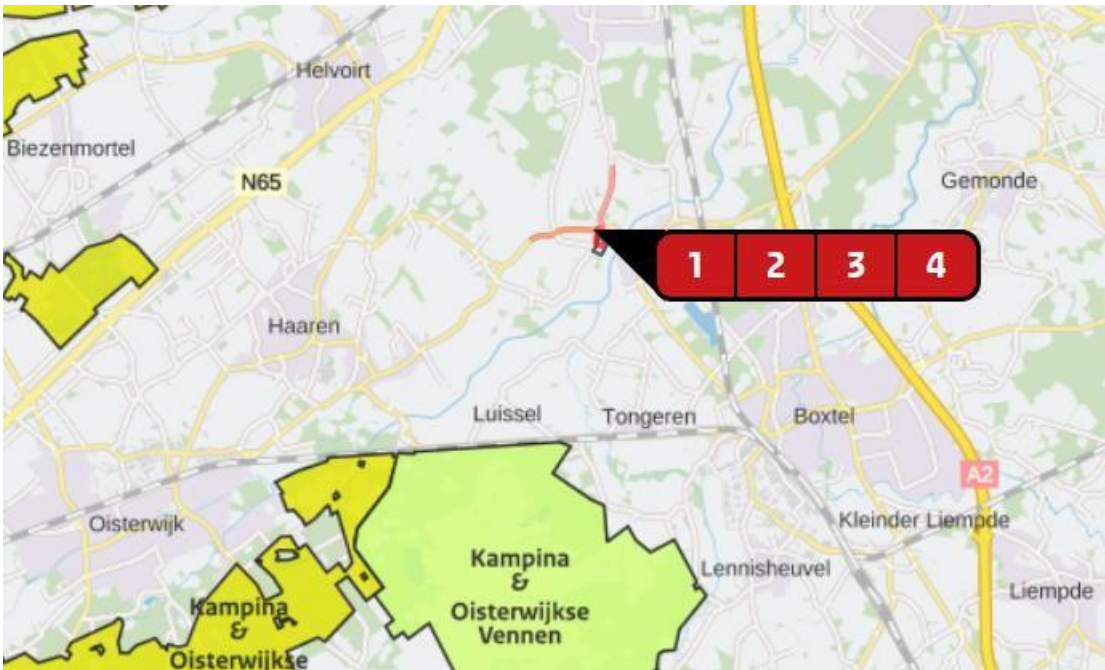 Helvoirt
Biezenmortel
N65
Gemonde
1 2 3 4
Haaren
Luissel
Tongeren
Boxtel
A2
Oisterwijk
Kleinder Liempde
Kampina
&
Oisterwijkse
Vennen
Lennisheuvel
Liempde
Kampina
&
Oisterwijkse